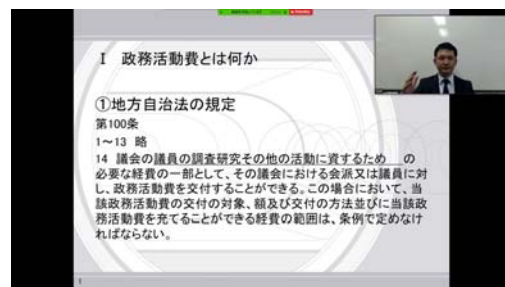 Ⅰ 政務活動費とは何か
①地方自治法の規定
第100条
1～13 略
14 議会の議員の調査研究その他の活動に資するため の
必要な経費の一部として、その議会における会派又は議員に対
し、政務活動費を交付することができる。この場合において、当
該政務活動費の交付の対象、額及び交付の方法並びに当該政
務活動費を充てることができる経費の範囲は、条例で定めなけ
ればならない。
1